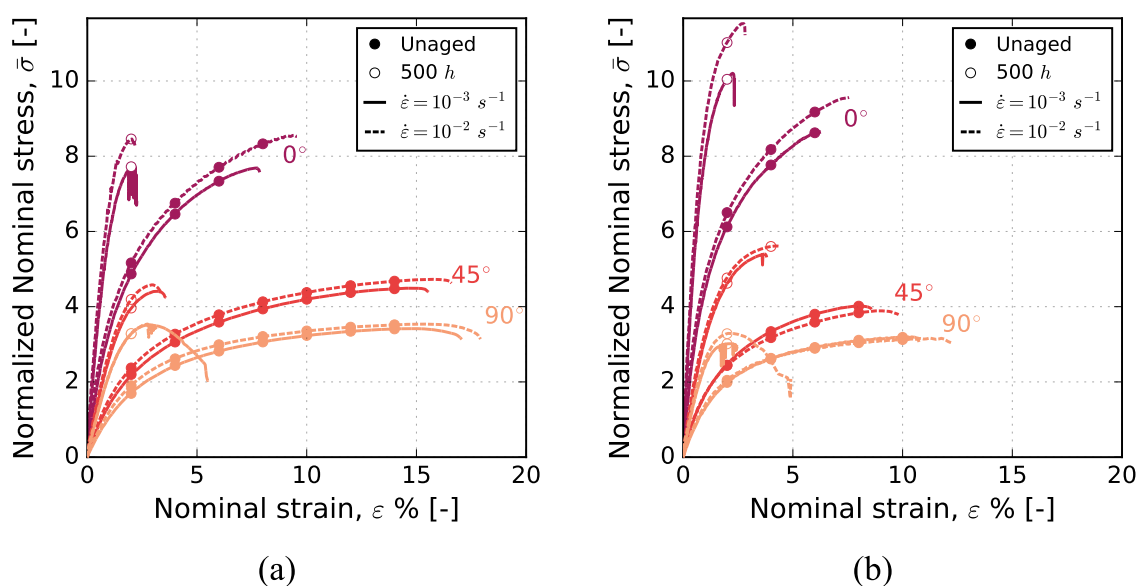 Normalized Nominal stress, σ̄ [-]
10
8
6
4
2
0
0 5 10 15 20
Nominal strain, ε % [-]
Unaged
500 h
ε̇ = 10⁻³ s⁻¹
ε̇ = 10⁻² s⁻¹
0°
45°
90°
(a)
Normalized Nominal stress, σ̄ [-]
10
8
6
4
2
0
0 5 10 15 20
Nominal strain, ε % [-]
Unaged
500 h
ε̇ = 10⁻³ s⁻¹
ε̇ = 10⁻² s⁻¹
0°
45°
90°
(b)